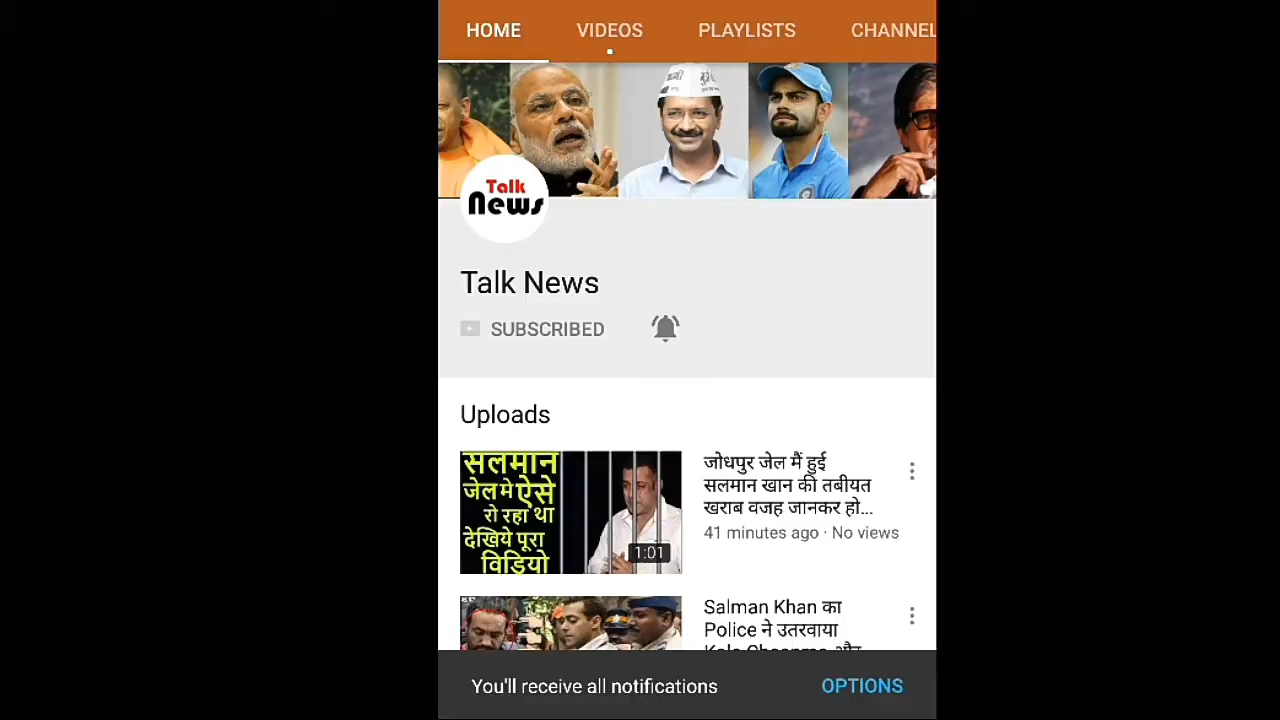 HOME VIDEOS PLAYLISTS CHANNEL
Talk
News
Talk News
SUBSCRIBED
Uploads
सलमान
जेल मे ऐसे
रो रहा था
देखिये पूरा
विडियो
1:01
जोधपुर जेल मैं हुई
सलमान खान की तबीयत
खराब वजह जानकर हो...
41 minutes ago · No views
Salman Khan का
Police ने उतरवाया
You'll receive all notifications OPTIONS